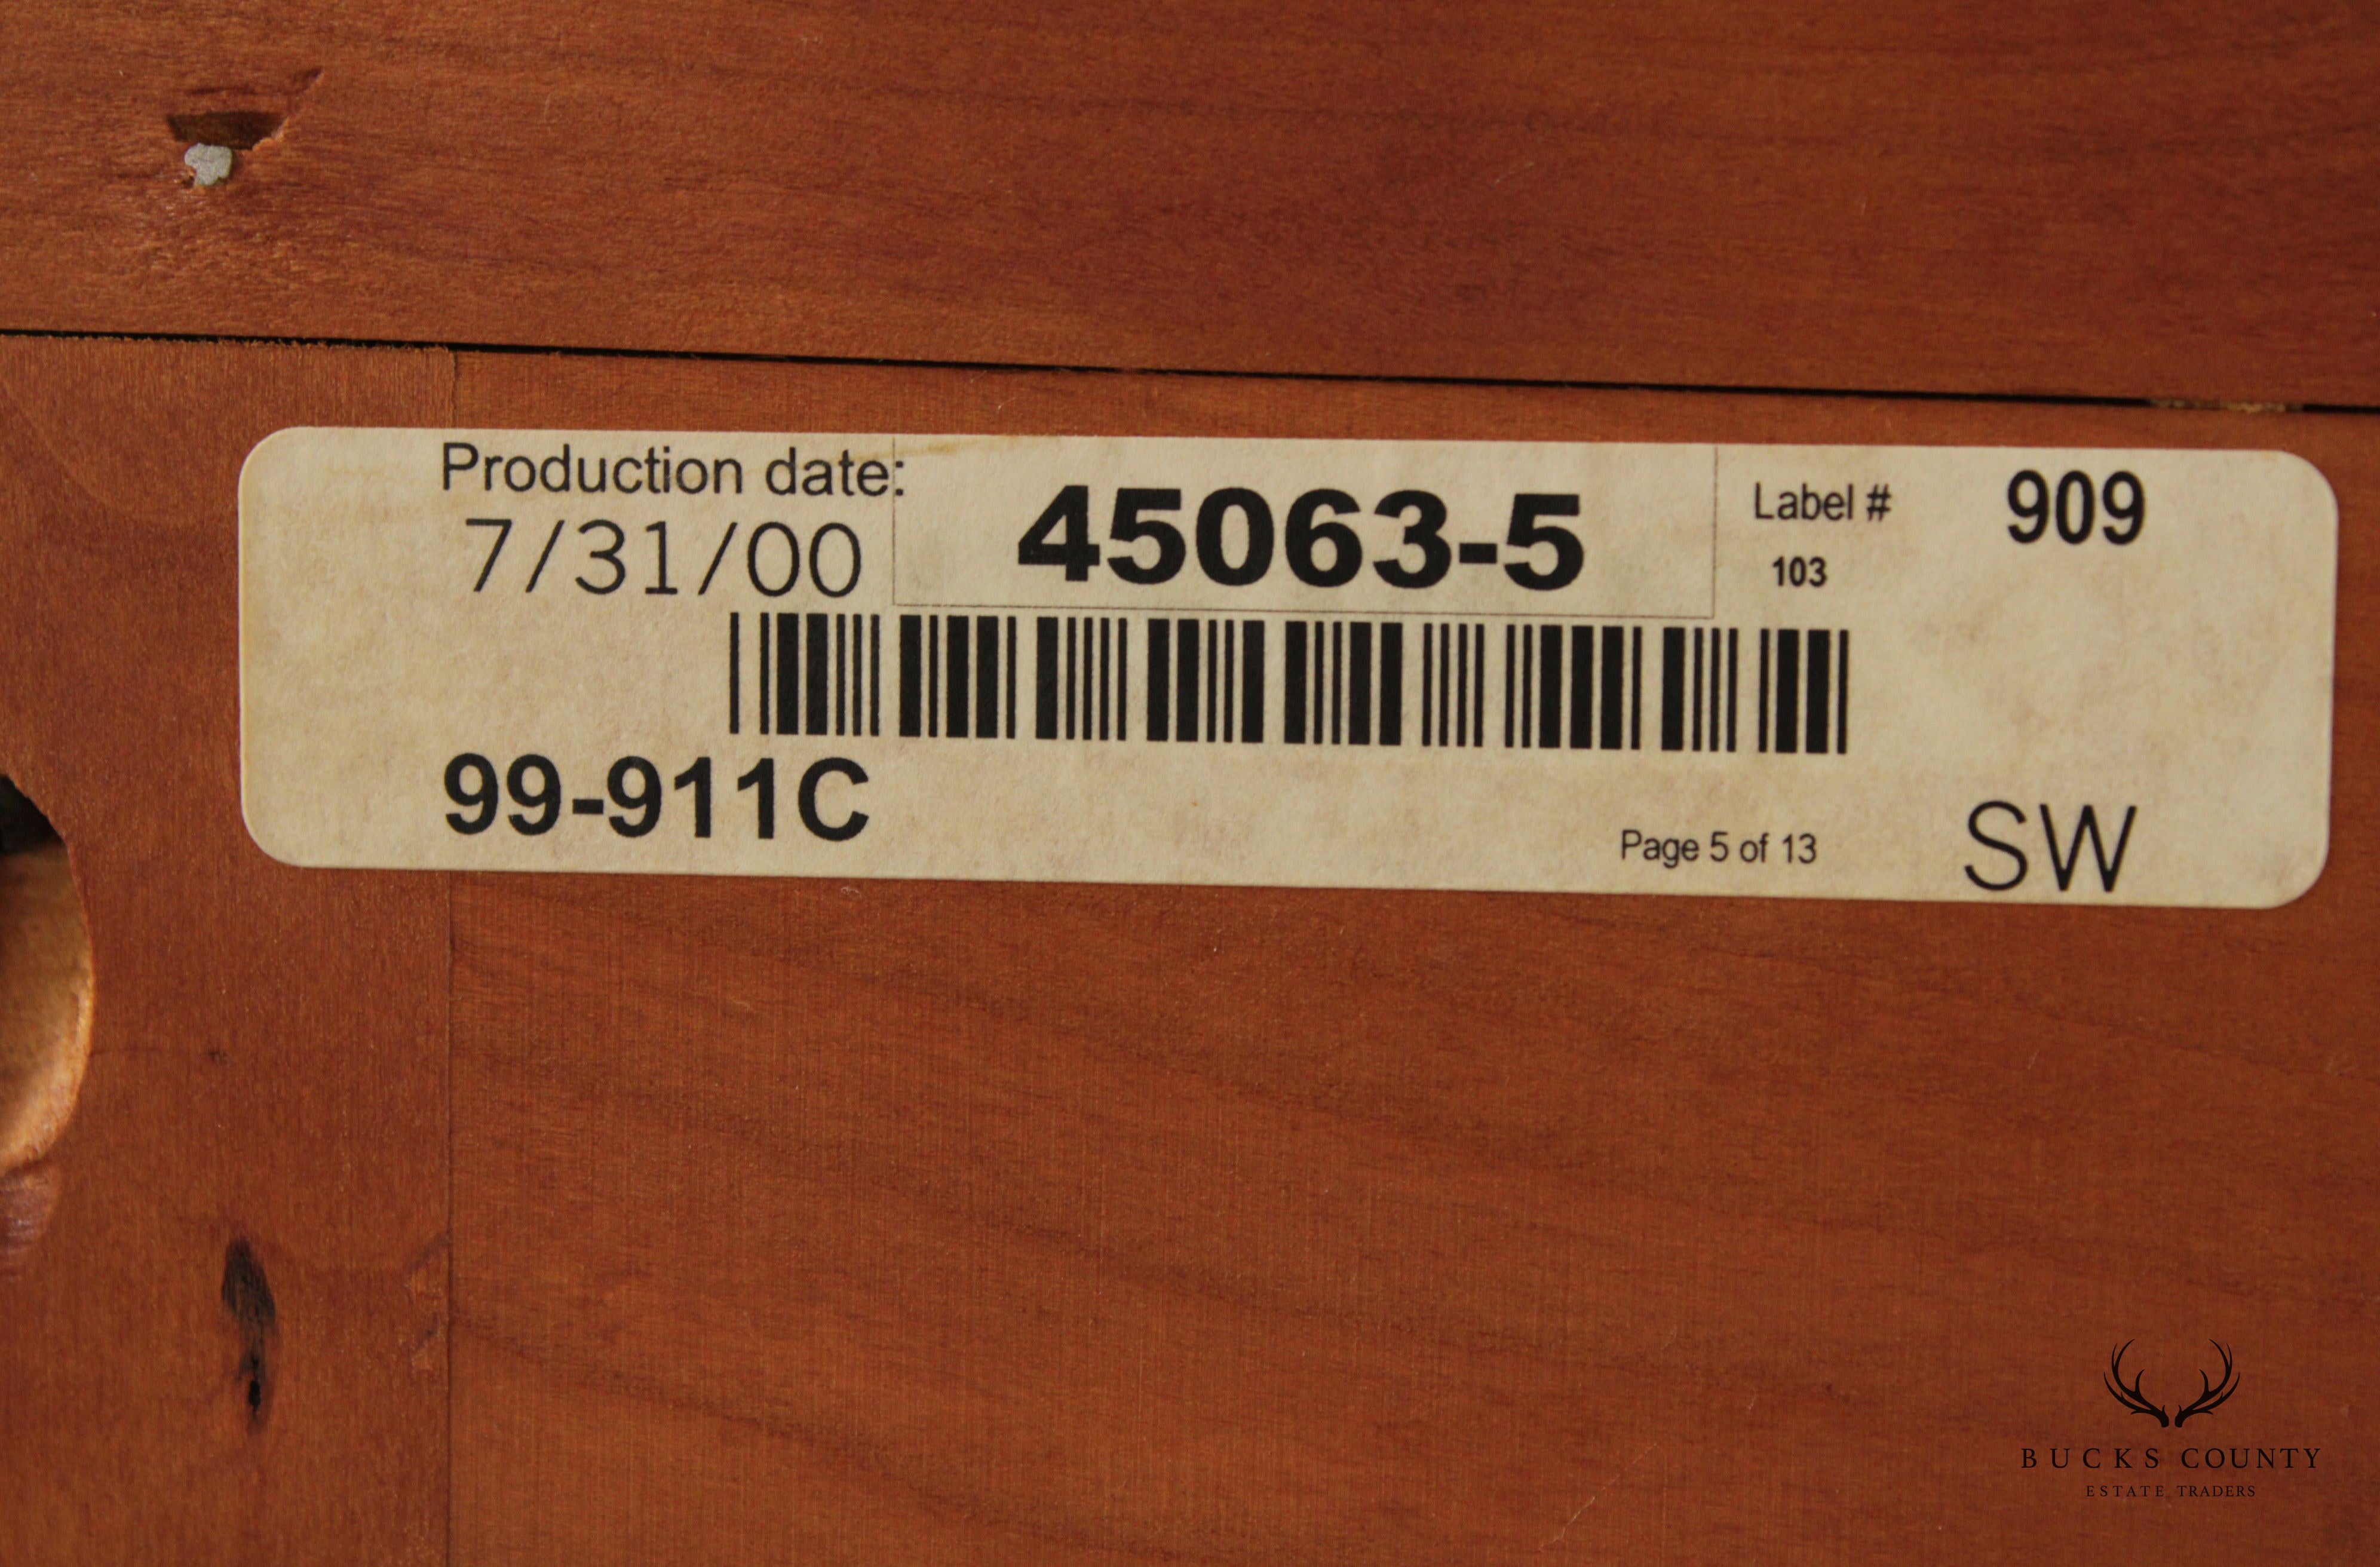 Production date:
7/31/00
45063-5
Label #
103
909
99-911C
Page 5 of 13
SW
BUCKS COUNTY
ESTATE TRADERS